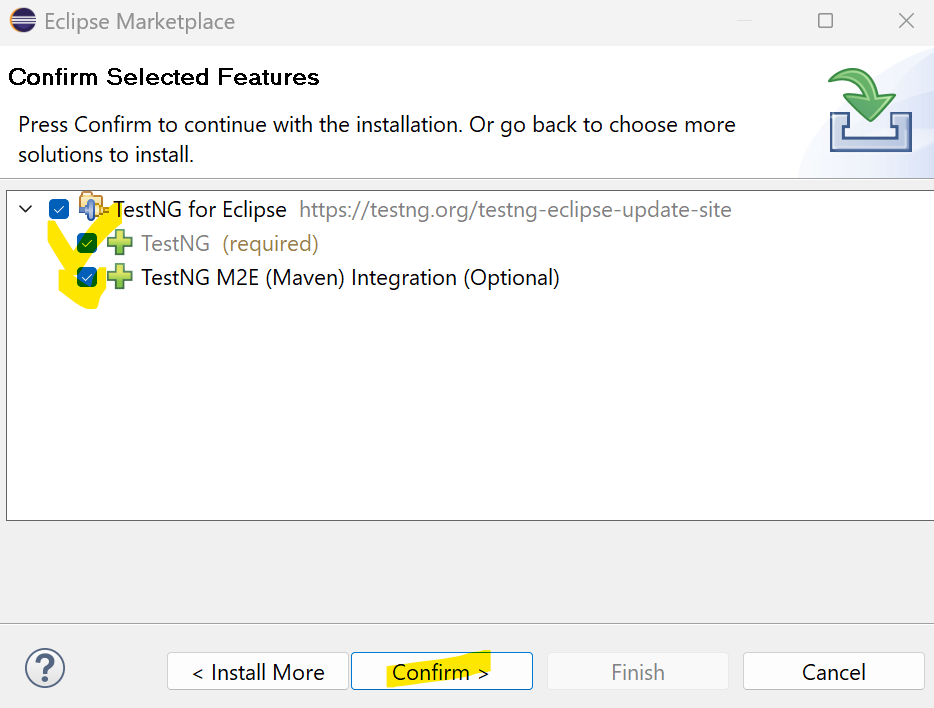 Eclipse Marketplace
Confirm Selected Features
Press Confirm to continue with the installation. Or go back to choose more
solutions to install.
TestNG for Eclipse https://testng.org/testng-eclipse-update-site
TestNG (required)
TestNG M2E (Maven) Integration (Optional)
?
< Install More
Confirm >
Finish
Cancel